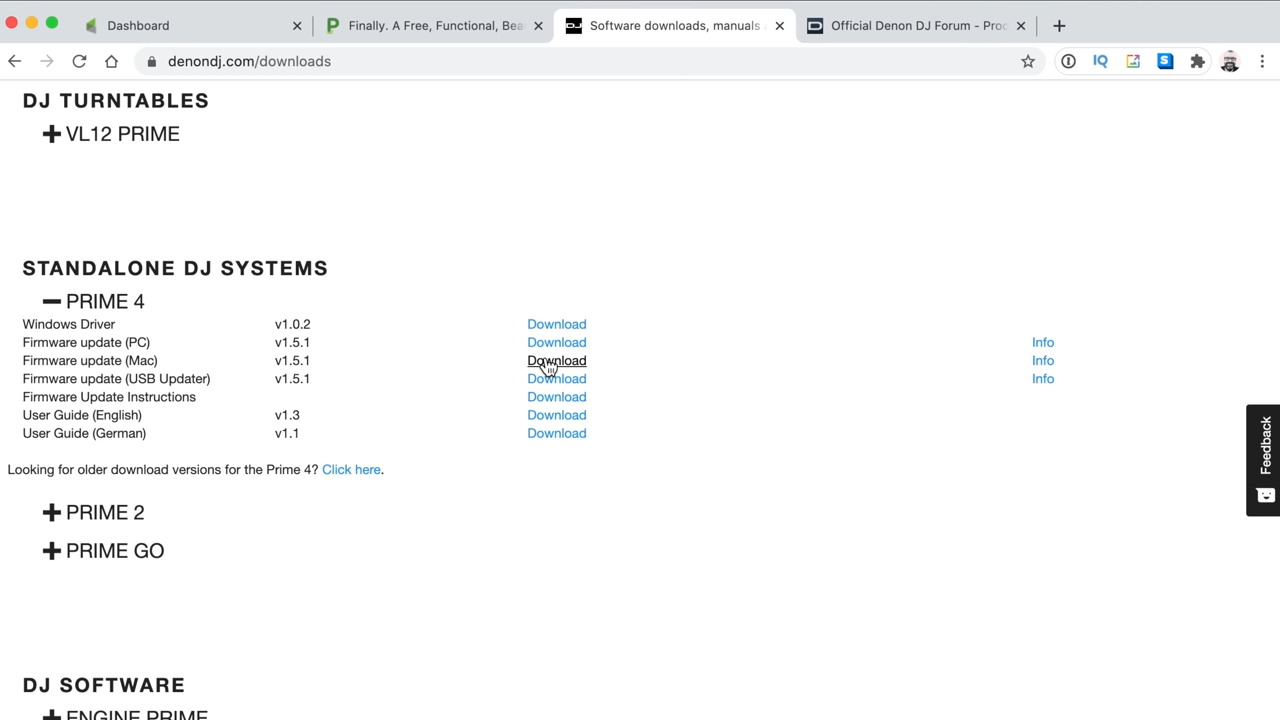 Dashboard
Finally. A Free, Functional, Bea
Software downloads, manuals
Official Denon DJ Forum - Proc
denondj.com/downloads
IQ
DJ TURNTABLES
VL12 PRIME
STANDALONE DJ SYSTEMS
PRIME 4
Windows Driver v1.0.2 Download
Firmware update (PC) v1.5.1 Download Info
Firmware update (Mac) v1.5.1 Download Info
Firmware update (USB Updater) v1.5.1 Download Info
Firmware Update Instructions Download
User Guide (English) v1.3 Download
User Guide (German) v1.1 Download
Looking for older download versions for the Prime 4? Click here.
PRIME 2
PRIME GO
DJ SOFTWARE
ENGINE PRIME
Feedback